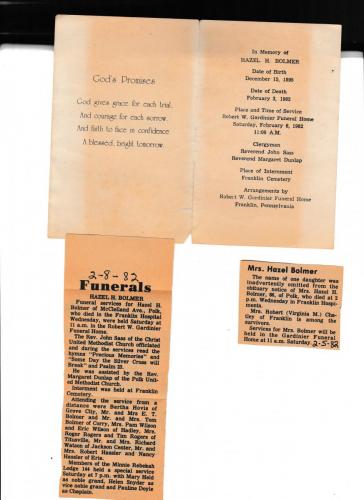 God's Promises
God gives grace for each trial,
And courage for each sorrow,
And faith to face in confidence
A blessed, bright tomorrow.
In Memory of
HAZEL H. BOLMER
Date of Birth
December 13, 1895
Date of Death
February 3, 1982
Place and Time of Service
Robert W. Gardinier Funeral Home
Saturday, February 6, 1982
11:00 A.M.
Clergymen
Reverend John Sass
Reverend Margaret Dunlap
Place of Internment
Franklin Cemetery
Arrangements by
Robert W. Gardinier Funeral Home
Franklin, Pennsylvania
2-8-82
Funerals
HAZEL H. BOLMER
Funeral services for Hazel H.
Bolmer of McClelland Ave., Polk,
who died in the Franklin Hospital
Wednesday, were held Saturday at
11 a.m. in the Robert W. Gardinier
Funeral Home.
The Rev. John Sass of the Christ
United Methodist Church officiated
and during the services read the
hymns "Precious Memories" and
"Some Day the Silver Cross Will
Break" and Psalm 23.
He was assisted by the Rev.
Margaret Dunlap of the Polk Unit-
ed Methodist Church.
Interment was held at Franklin
Cemetery.
Attending the service from a
distance were Bertha Hovis of
Grove City, Mr. and Mrs. E. T.
Bolmer and Mr. and Mrs. Tom
Bolmer of Corry, Mrs. Pam Wilson
and Eric Wilson of Hadley, Mrs.
Roger Rogers and Tim Rogers of
Titusville, Mr. and Mrs. Richard
Watson of Jackson Center, Mr. and
Mrs. Robert Hassler and Nancy
Hassler of Erie.
Members of the Minnie Rebekah
Lodge 144 held a special service
Saturday at 7 p.m. with Mary Held
as noble grand, Helen Snyder as
vice noble grand and Pauline Doyle
as Chaplain.
Mrs. Hazel Bolmer
The name of one daughter was
inadvertently omitted from the
obituary notice of Mrs. Hazel H.
Bolmer, 86, of Polk, who died at 2
p.m. Wednesday in Franklin Hospi-
tal.
Mrs. Robert (Virginia M.)
of Franklin is among the
survivors.
Services for Mrs. Bolmer will be
held in the Gardinier Funeral
Home at 11 a.m. Saturday.
2-5-82